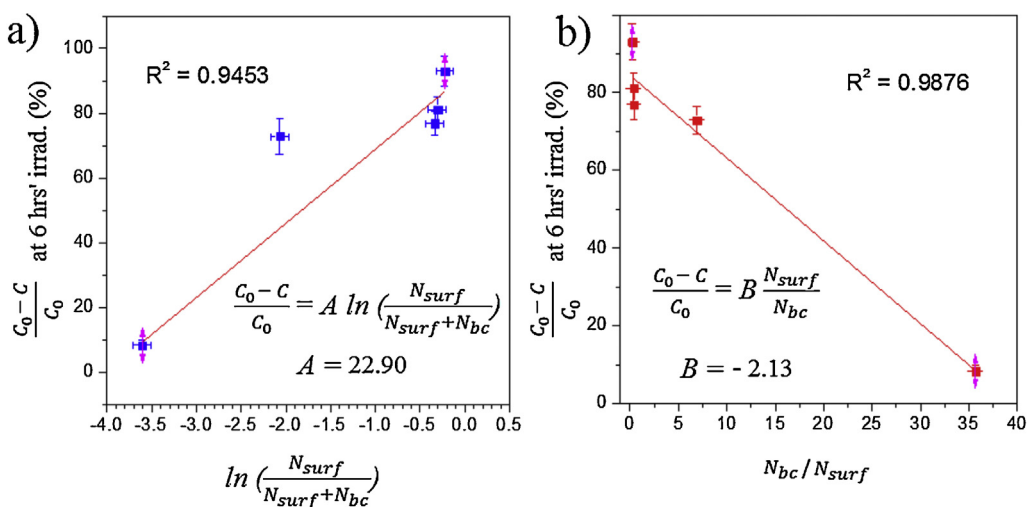 a)
R² = 0.9453
100
80
60
40
20
0
(C₀ − C)/C₀ at 6 hrs' irrad. (%)
(C₀ − C)/C₀ = A ln (N_surf/(N_surf+N_bc))
A = 22.90
-4.0 -3.5 -3.0 -2.5 -2.0 -1.5 -1.0 -0.5 0.0 0.5
ln (N_surf/(N_surf+N_bc))
b)
R² = 0.9876
80
60
40
20
0
(C₀ − C)/C₀ at 6 hrs' irrad. (%)
(C₀ − C)/C₀ = B N_surf/N_bc
B = - 2.13
0 5 10 15 20 25 30 35 40
N_bc/N_surf